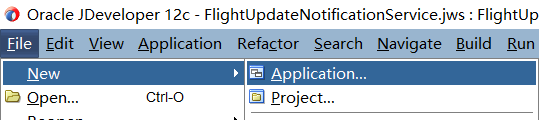 Oracle JDeveloper 12c - FlightUpdateNotificationService.jws : FlightUp
File Edit View Application Refactor Search Navigate Build Run
New Application...
Open... Ctrl-O Project...